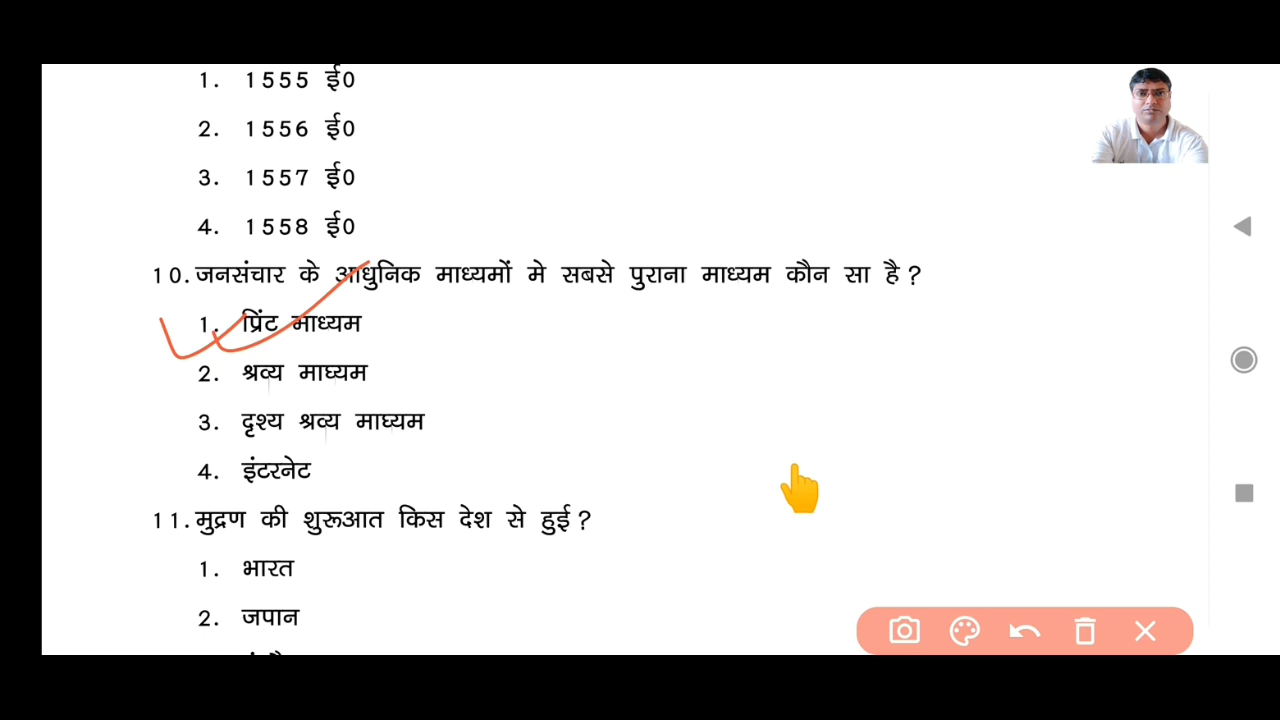 1. 1555 ई0
2. 1556 ई0
3. 1557 ई0
4. 1558 ई0
10. जनसंचार के आधुनिक माध्यमों मे सबसे पुराना माध्यम कौन सा है ?
1. प्रिंट माध्यम
2. श्रव्य माघ्यम
3. दृश्य श्रव्य माघ्यम
4. इंटरनेट
11. मुद्रण की शुरूआत किस देश से हुई ?
1. भारत
2. जपान